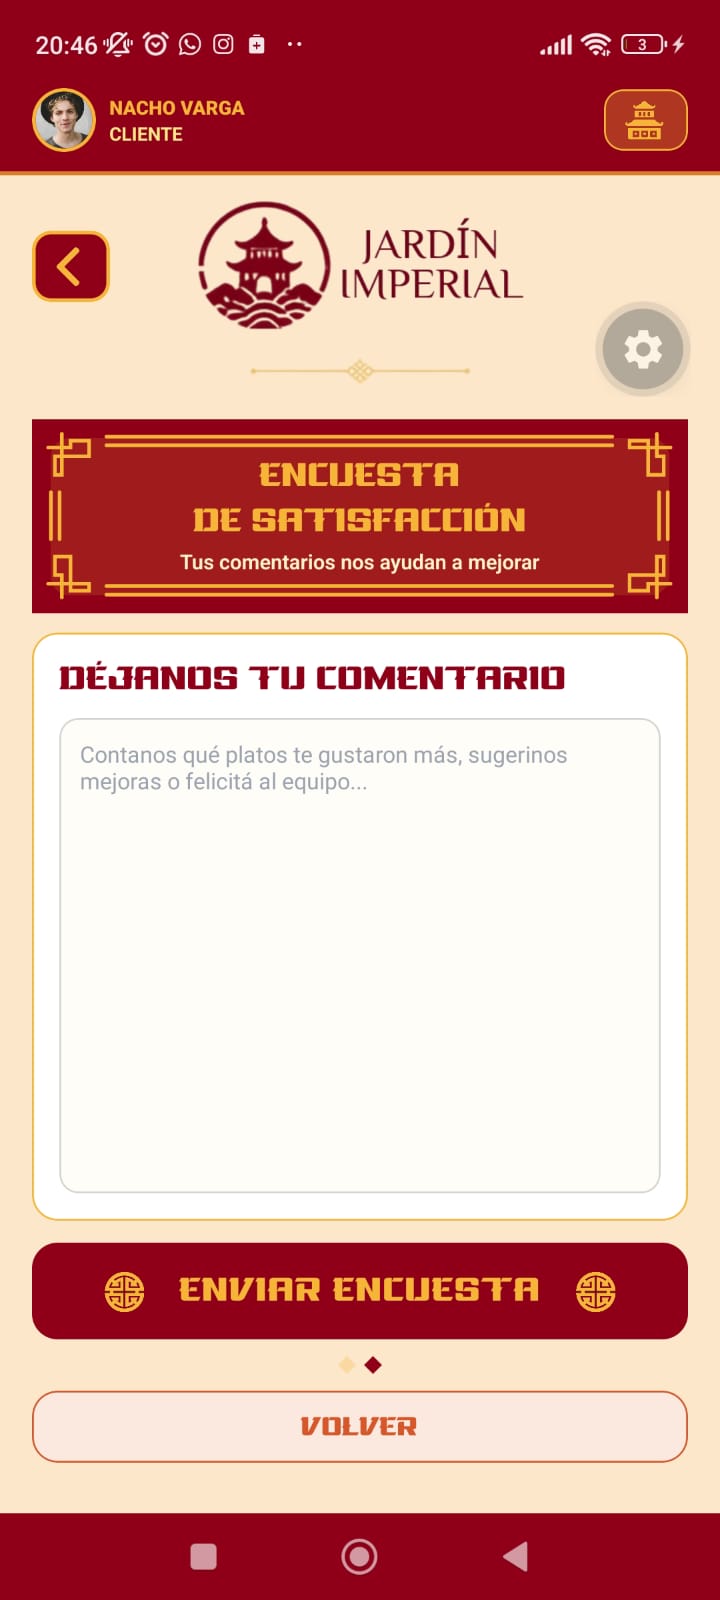 20:46
3
NACHO VARGA
CLIENTE
JARDÍN
IMPERIAL
ENCUESTA
DE SATISFACCIÓN
Tus comentarios nos ayudan a mejorar
DÉJANOS TU COMENTARIO
Contanos qué platos te gustaron más, sugerinos
mejoras o felicitá al equipo...
ENVIAR ENCUESTA
VOLVER